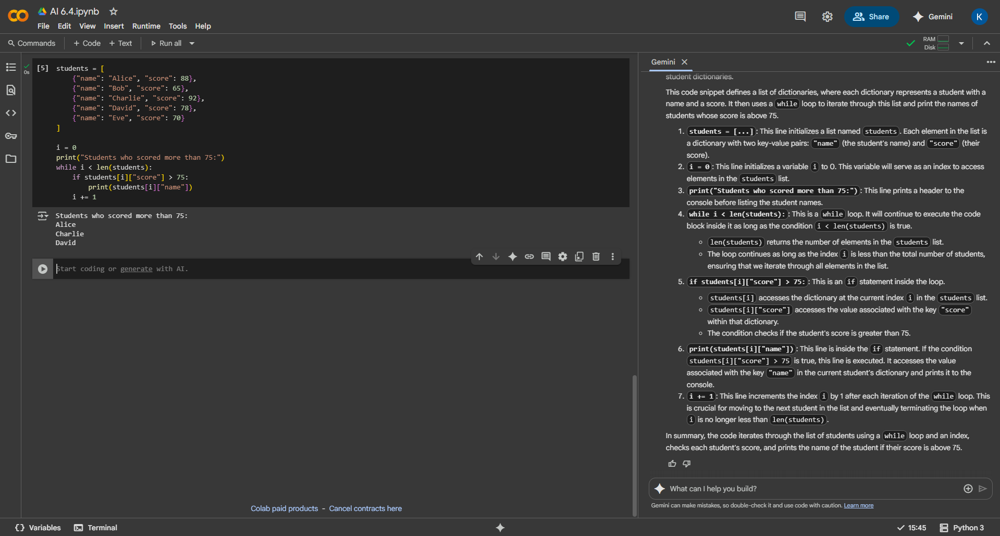 AI 6.4.ipynb
File Edit View Insert Runtime Tools Help
Share
Gemini
K
Commands + Code + Text Run all
RAM
Disk
0s
[5] students = [
{"name": "Alice", "score": 88},
{"name": "Bob", "score": 65},
{"name": "Charlie", "score": 92},
{"name": "David", "score": 78},
{"name": "Eve", "score": 70}
]
i = 0
print("Students who scored more than 75:")
while i < len(students):
if students[i]["score"] > 75:
print(students[i]["name"])
i += 1
Students who scored more than 75:
Alice
Charlie
David
Start coding or generate with AI.
Colab paid products - Cancel contracts here
Gemini
student dictionaries.
This code snippet defines a list of dictionaries, where each dictionary represents a student with a
name and a score. It then uses a while loop to iterate through this list and print the names of
students whose score is above 75.
1. students = [...]: This line initializes a list named students. Each element in the list is
a dictionary with two key-value pairs: "name" (the student's name) and "score" (their
score).
2. i = 0: This line initializes a variable i to 0. This variable will serve as an index to access
elements in the students list.
3. print("Students who scored more than 75:"): This line prints a header to the
console before listing the student names.
4. while i < len(students):: This is a while loop. It will continue to execute the code
block inside it as long as the condition i < len(students) is true.
len(students) returns the number of elements in the students list.
The loop continues as long as the index i is less than the total number of students,
ensuring that we iterate through all elements in the list.
5. if students[i]["score"] > 75:: This is an if statement inside the loop.
students[i] accesses the dictionary at the current index i in the students list.
students[i]["score"] accesses the value associated with the key "score"
within that dictionary.
The condition checks if the student's score is greater than 75.
6. print(students[i]["name"]): This line is inside the if statement. If the condition
students[i]["score"] > 75 is true, this line is executed. It accesses the value
associated with the key "name" in the current student's dictionary and prints it to the
console.
7. i += 1: This line increments the index i by 1 after each iteration of the while loop. This
is crucial for moving to the next student in the list and eventually terminating the loop when
i is no longer less than len(students).
In summary, the code iterates through the list of students using a while loop and an index,
checks each student's score, and prints the name of the student if their score is above 75.
What can I help you build?
Gemini can make mistakes, so double-check it and use code with caution. Learn more
Variables Terminal
15:45 Python 3